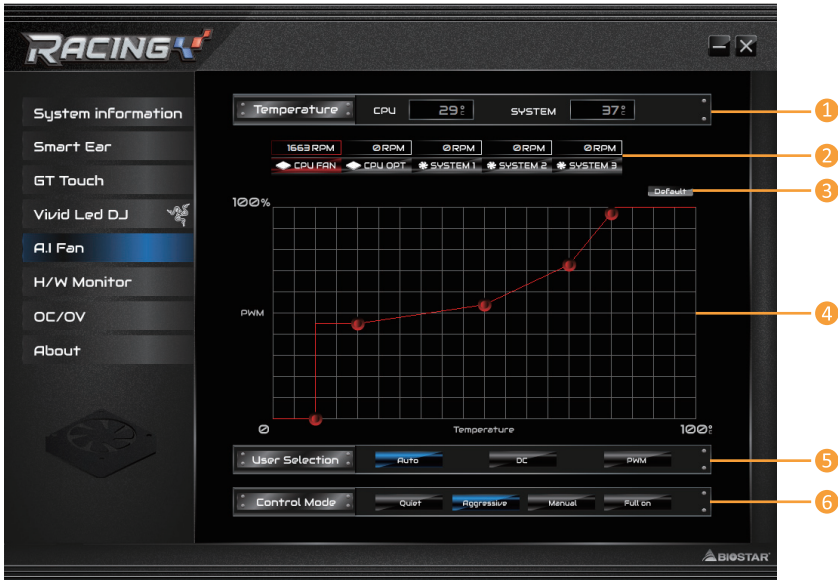 RACING
System information
Smart Ear
GT Touch
Vivid Led DJ
A.I Fan
H/W Monitor
OC/OV
About
Temperature CPU 29°C SYSTEM 37°C 1
1663 RPM 0 RPM 0 RPM 0 RPM 0 RPM 2
CPU FAN CPU OPT SYSTEM 1 SYSTEM 2 SYSTEM 3
Default 3
100%
PWM 4
0 Temperature 100°C
User Selection Auto DC PWM 5
Control Mode Quiet Aggressive Manual Full on 6
BIOSTAR